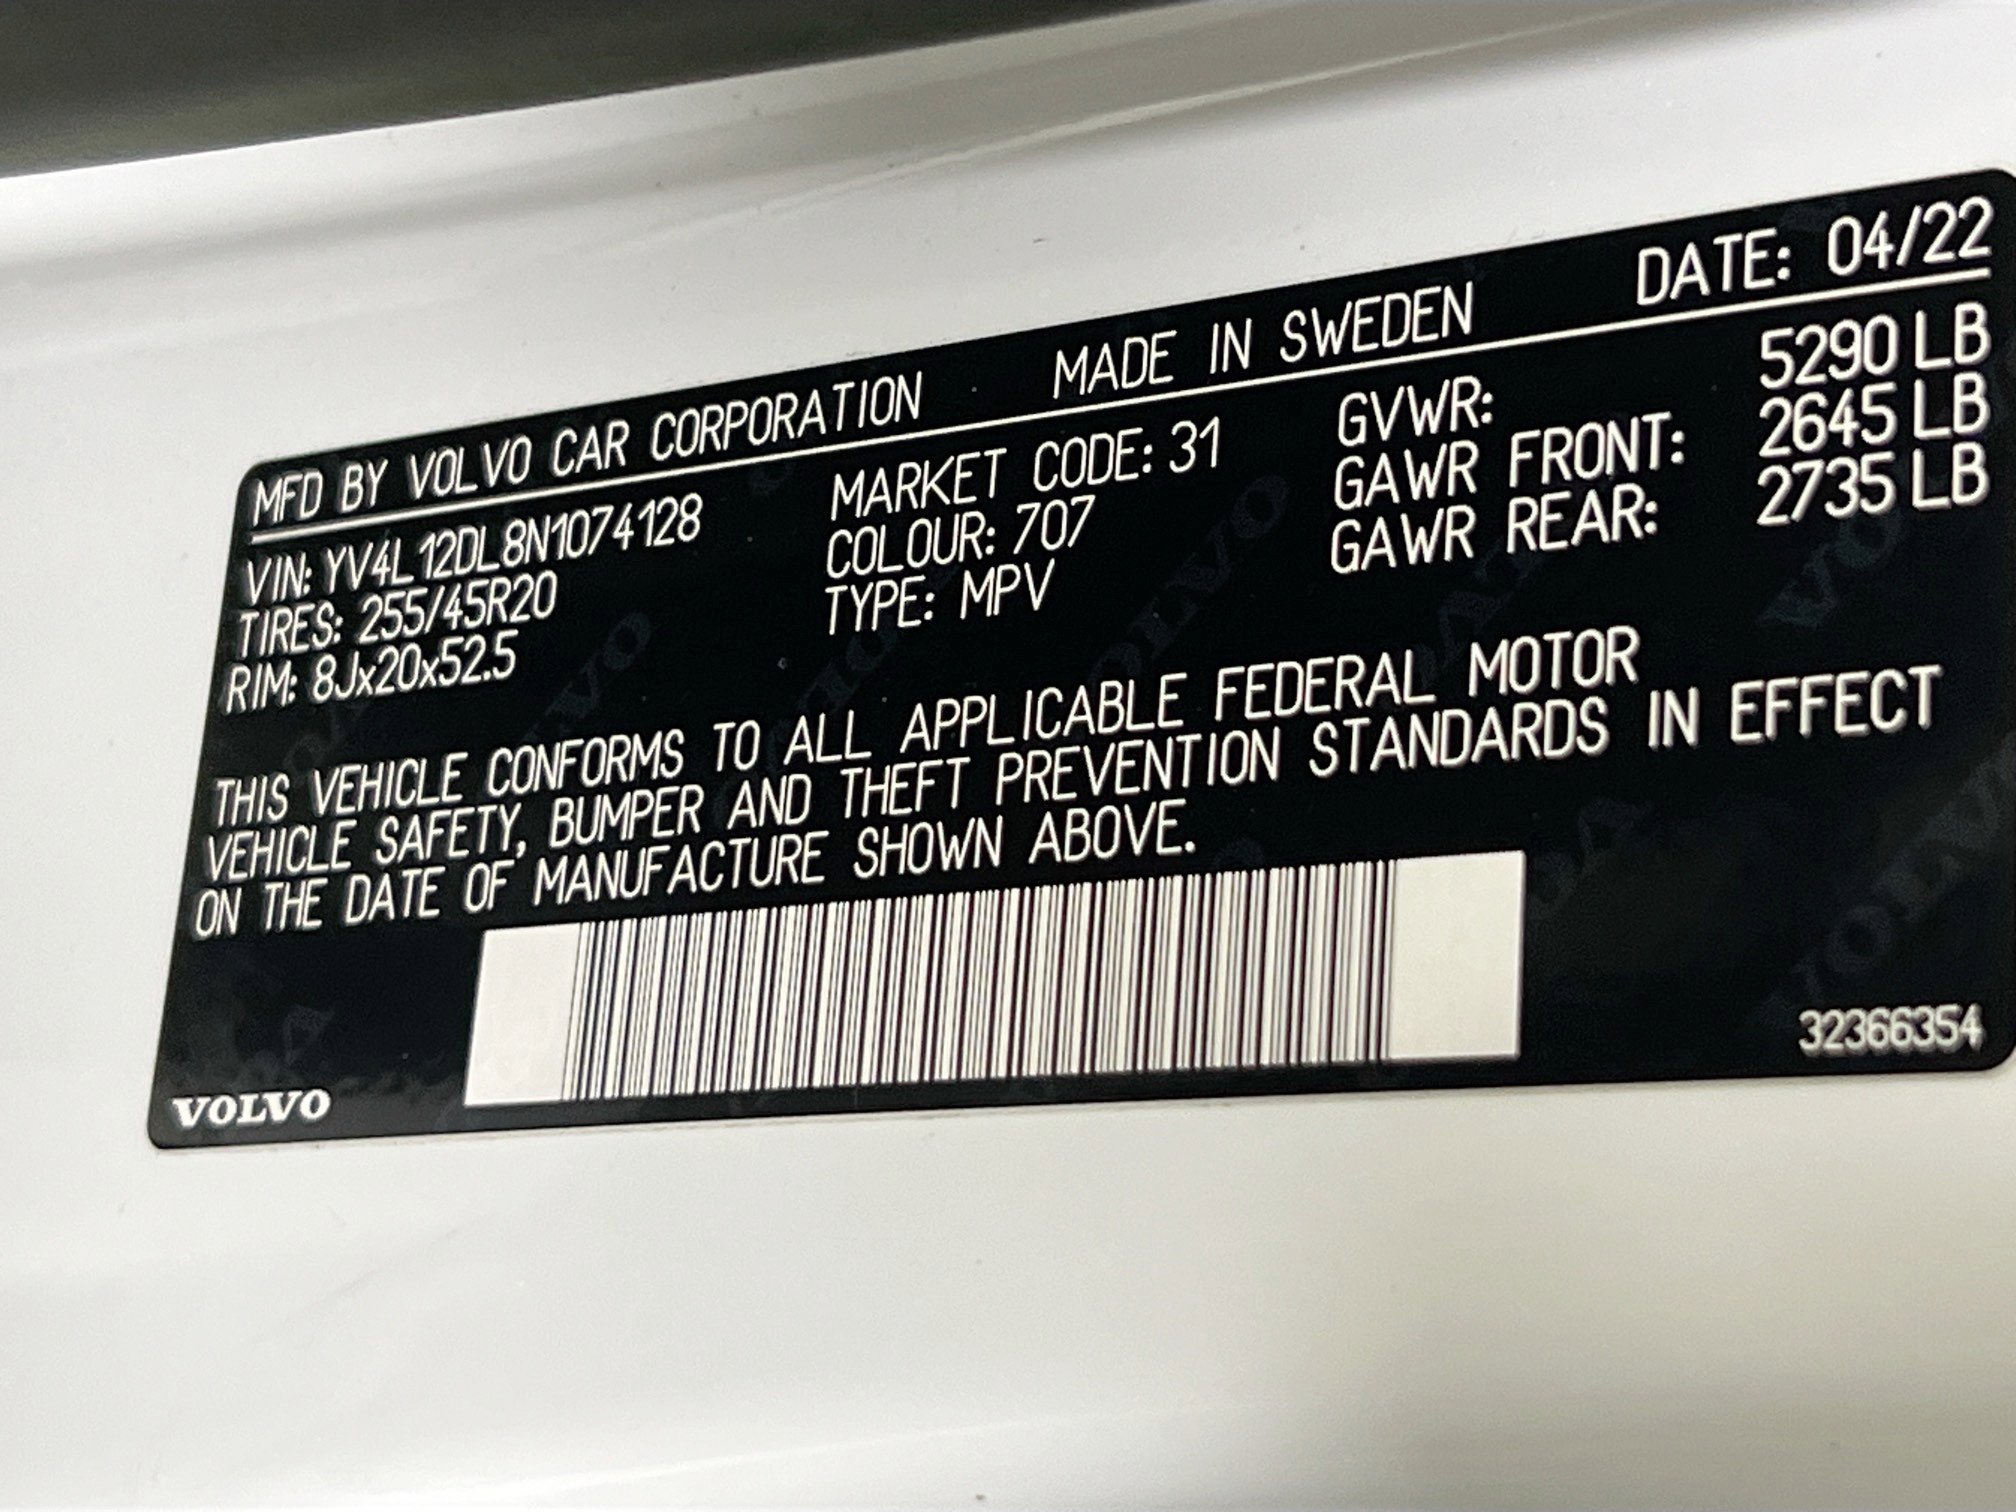 MFD BY VOLVO CAR CORPORATION MADE IN SWEDEN DATE: 04/22
VIN: YV4L12DL8N1074128 MARKET CODE: 31 GVWR: 5290 LB
TIRES: 255/45R20 COLOUR: 707 GAWR FRONT: 2645 LB
RIM: 8Jx20x52.5 TYPE: MPV GAWR REAR: 2735 LB
THIS VEHICLE CONFORMS TO ALL APPLICABLE FEDERAL MOTOR
VEHICLE SAFETY, BUMPER AND THEFT PREVENTION STANDARDS IN EFFECT
ON THE DATE OF MANUFACTURE SHOWN ABOVE.
VOLVO 32366354